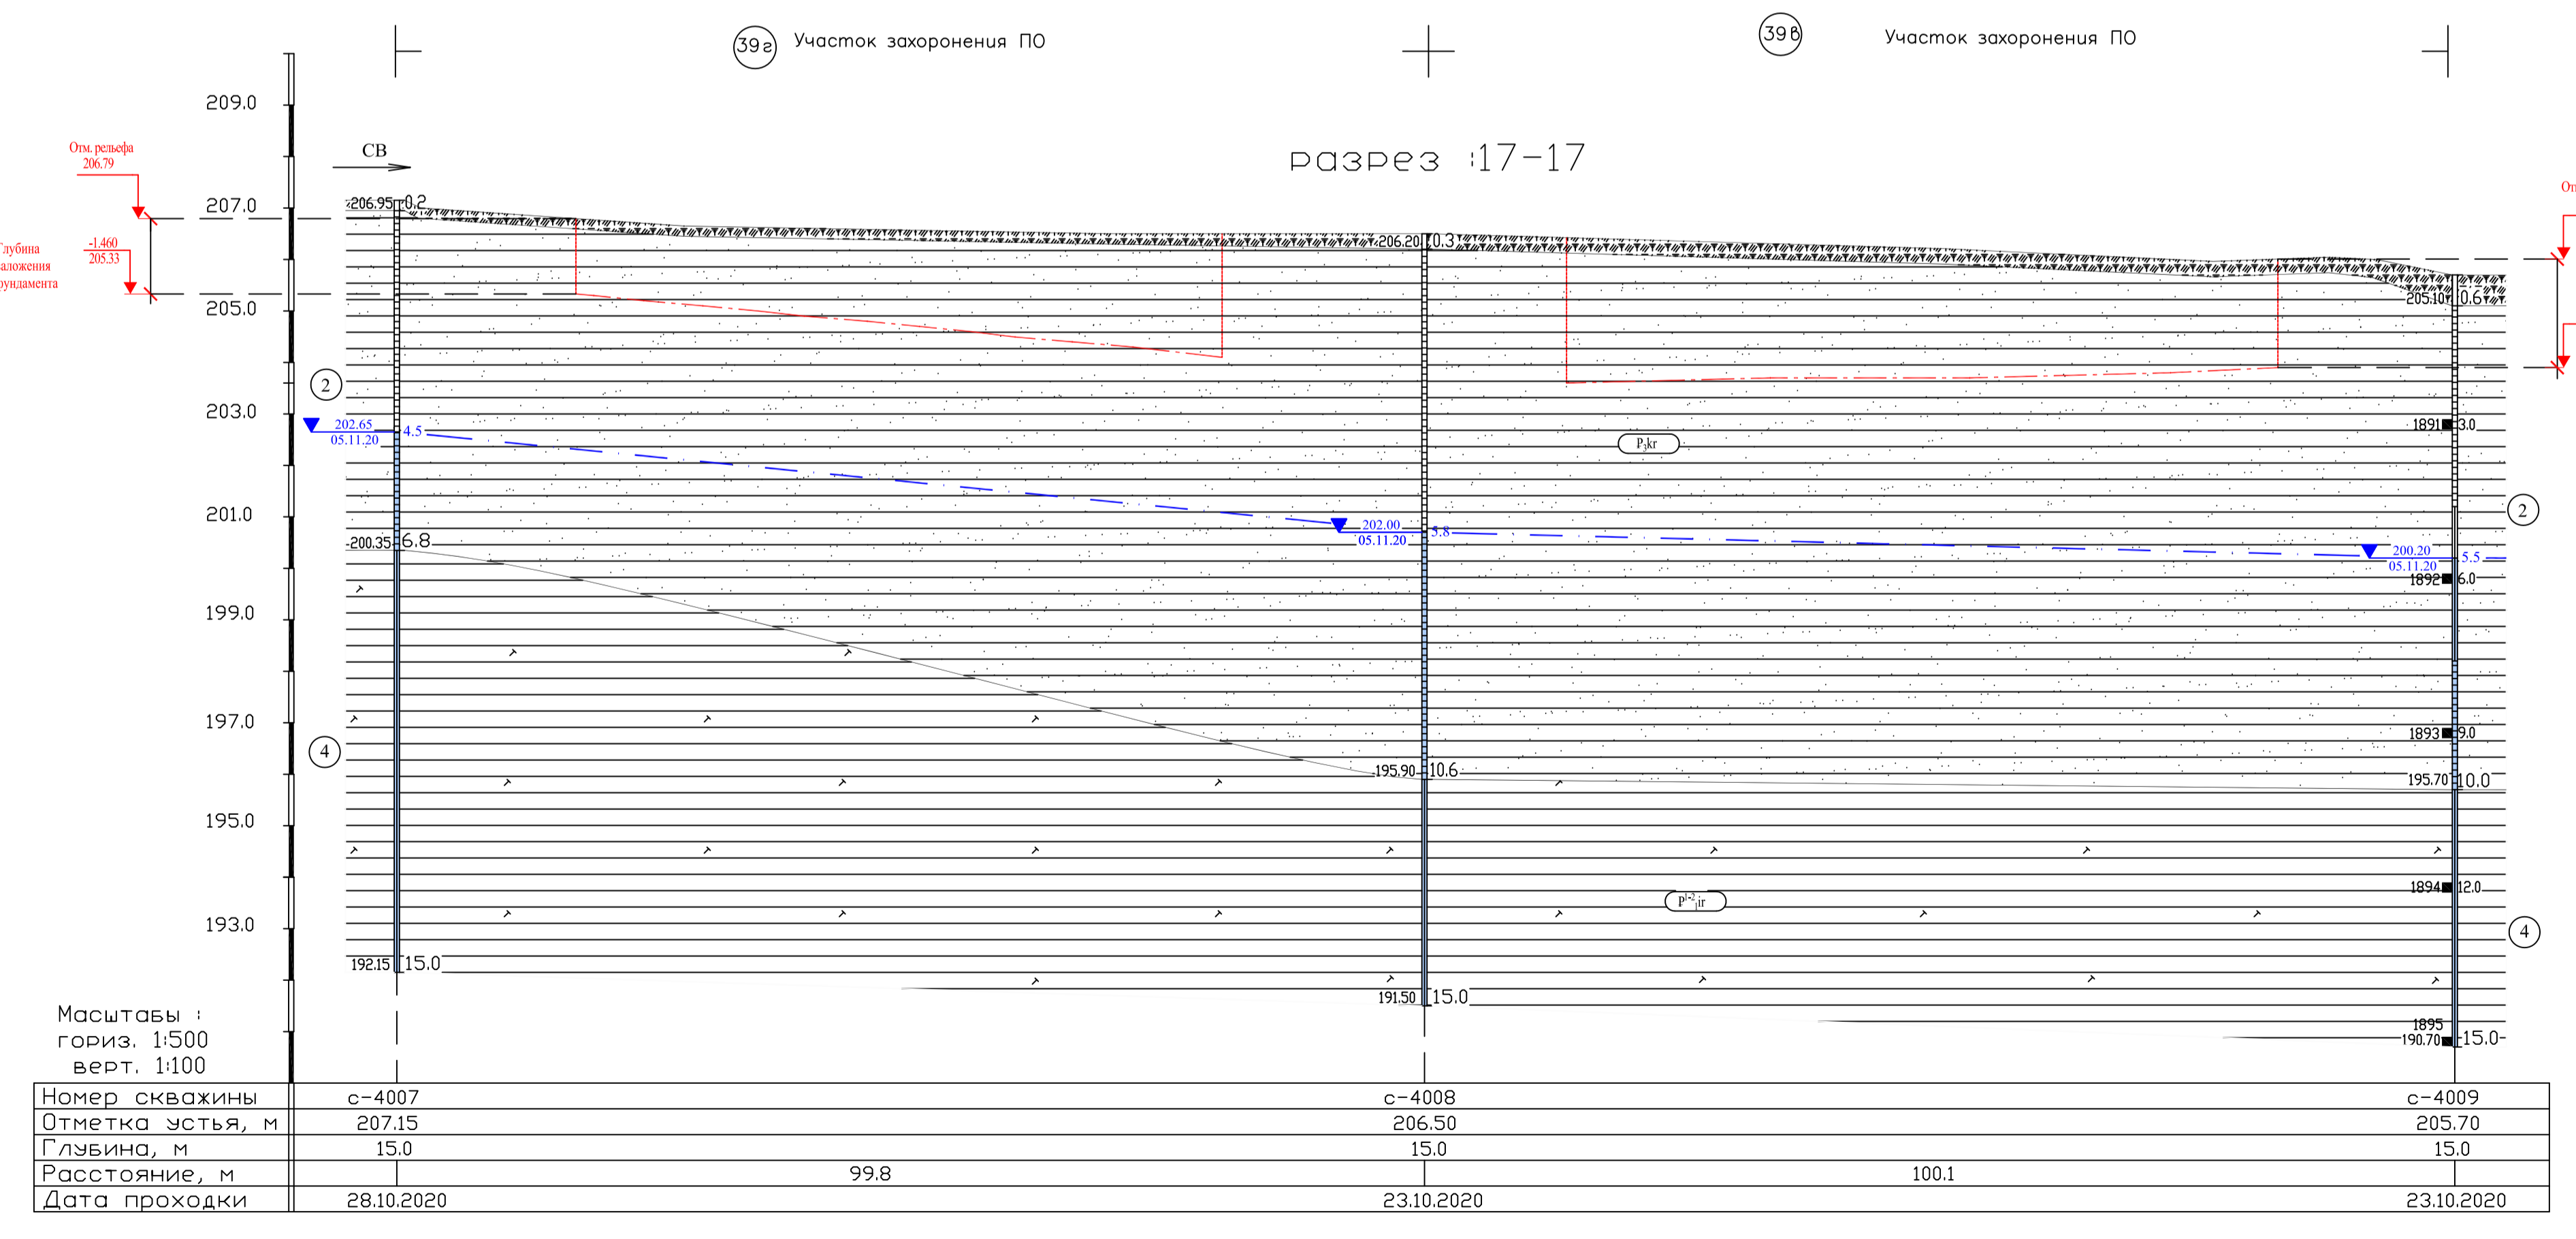 39г Участок захоронения ПО
39в Участок захоронения ПО
209.0
207.0
205.0
203.0
201.0
199.0
197.0
195.0
193.0
Отм. рельефа
206.79
-1.460
205.33
СВ
разрез :17-17
206.95 0.2
206.20 0.3
205.10 0.6
2
202.65 4.5
05.11.20
P3kr
1891 3.0
2
202.00 5.8
05.11.20
200.20 5.5
05.11.20
200.35 6.8
1892 6.0
1893 9.0
4
195.90 10.6
195.70 10.0
P1-21ir
1894 12.0
4
192.15 15.0
191.50 15.0
1895
190.70 15.0
Масштабы :
гориз. 1:500
верт. 1:100
Номер скважины с-4007 с-4008 с-4009
Отметка устья, м 207.15 206.50 205.70
Глубина, м 15.0 15.0 15.0
Расстояние, м 99.8 100.1
Дата проходки 28.10.2020 23.10.2020 23.10.2020